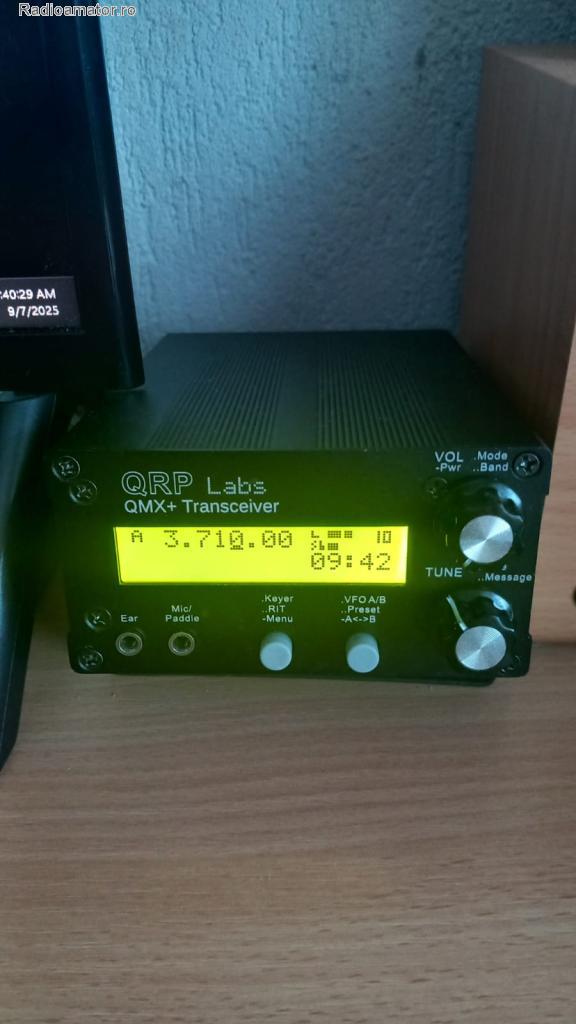 Radioamator.ro
:40:29 AM
9/7/2025
VOL .Mode
-Pwr ..Band
QRP Labs
QMX+ Transceiver
A 3.710.00 10
09:42
TUNE ..Message
Ear
Mic/
Paddle
.Keyer
..RIT
-Menu
.VFO A/B
..Preset
-A<->B